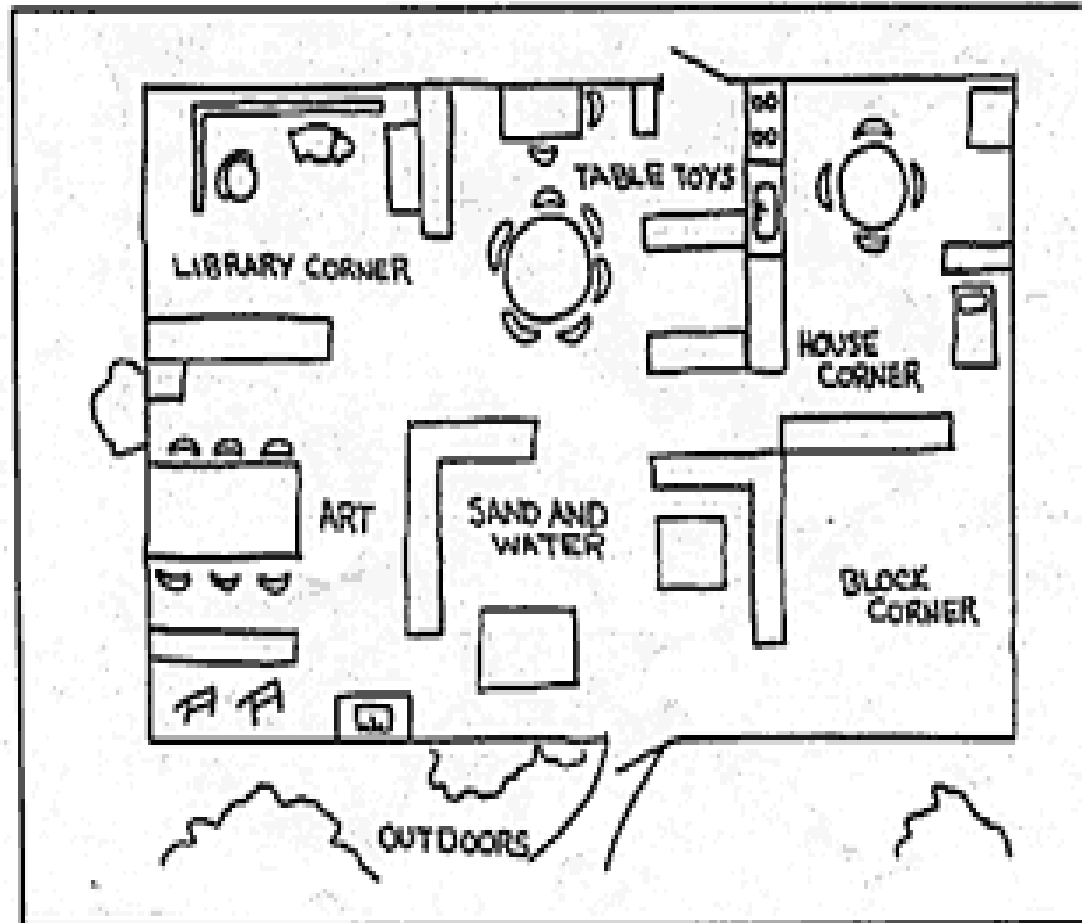 TABLE TOYS
LIBRARY CORNER
HOUSE
CORNER
ART
SAND AND
WATER
BLOCK
CORNER
OUTDOORS